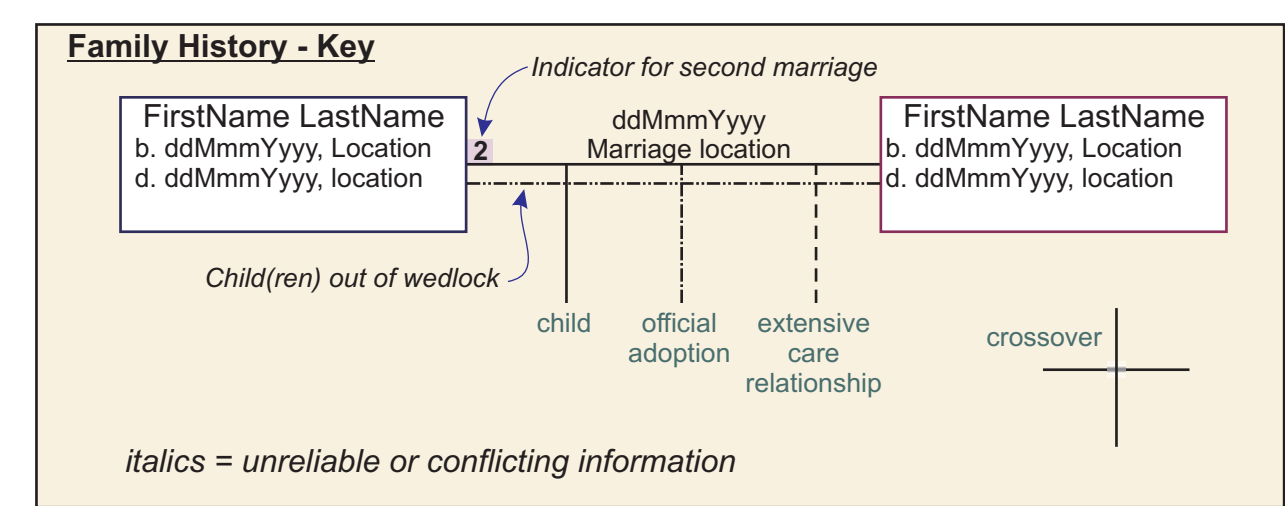 Family History - Key
Indicator for second marriage
FirstName LastName
b. ddMmmYyyy, Location
d. ddMmmYyyy, location
2
ddMmmYyyy
Marriage location
FirstName LastName
b. ddMmmYyyy, Location
d. ddMmmYyyy, location
Child(ren) out of wedlock
child
official
adoption
extensive
care
relationship
crossover
italics = unreliable or conflicting information